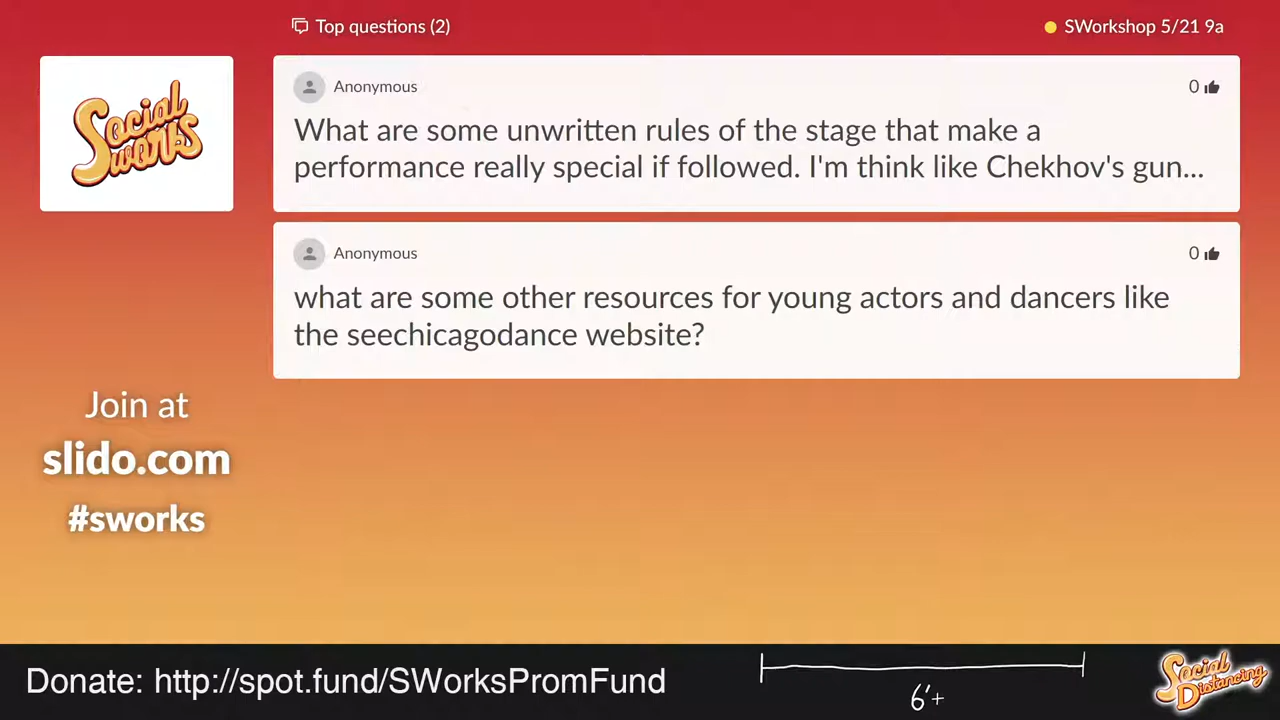 Top questions (2)
SWorkshop 5/21 9a
Social Works
Anonymous
0
What are some unwritten rules of the stage that make a
performance really special if followed. I'm think like Chekhov's gun...
Anonymous
0
what are some other resources for young actors and dancers like
the seechicagodance website?
Join at
slido.com
#sworks
Donate: http://spot.fund/SWorksPromFund
6'+
Social
Distancing